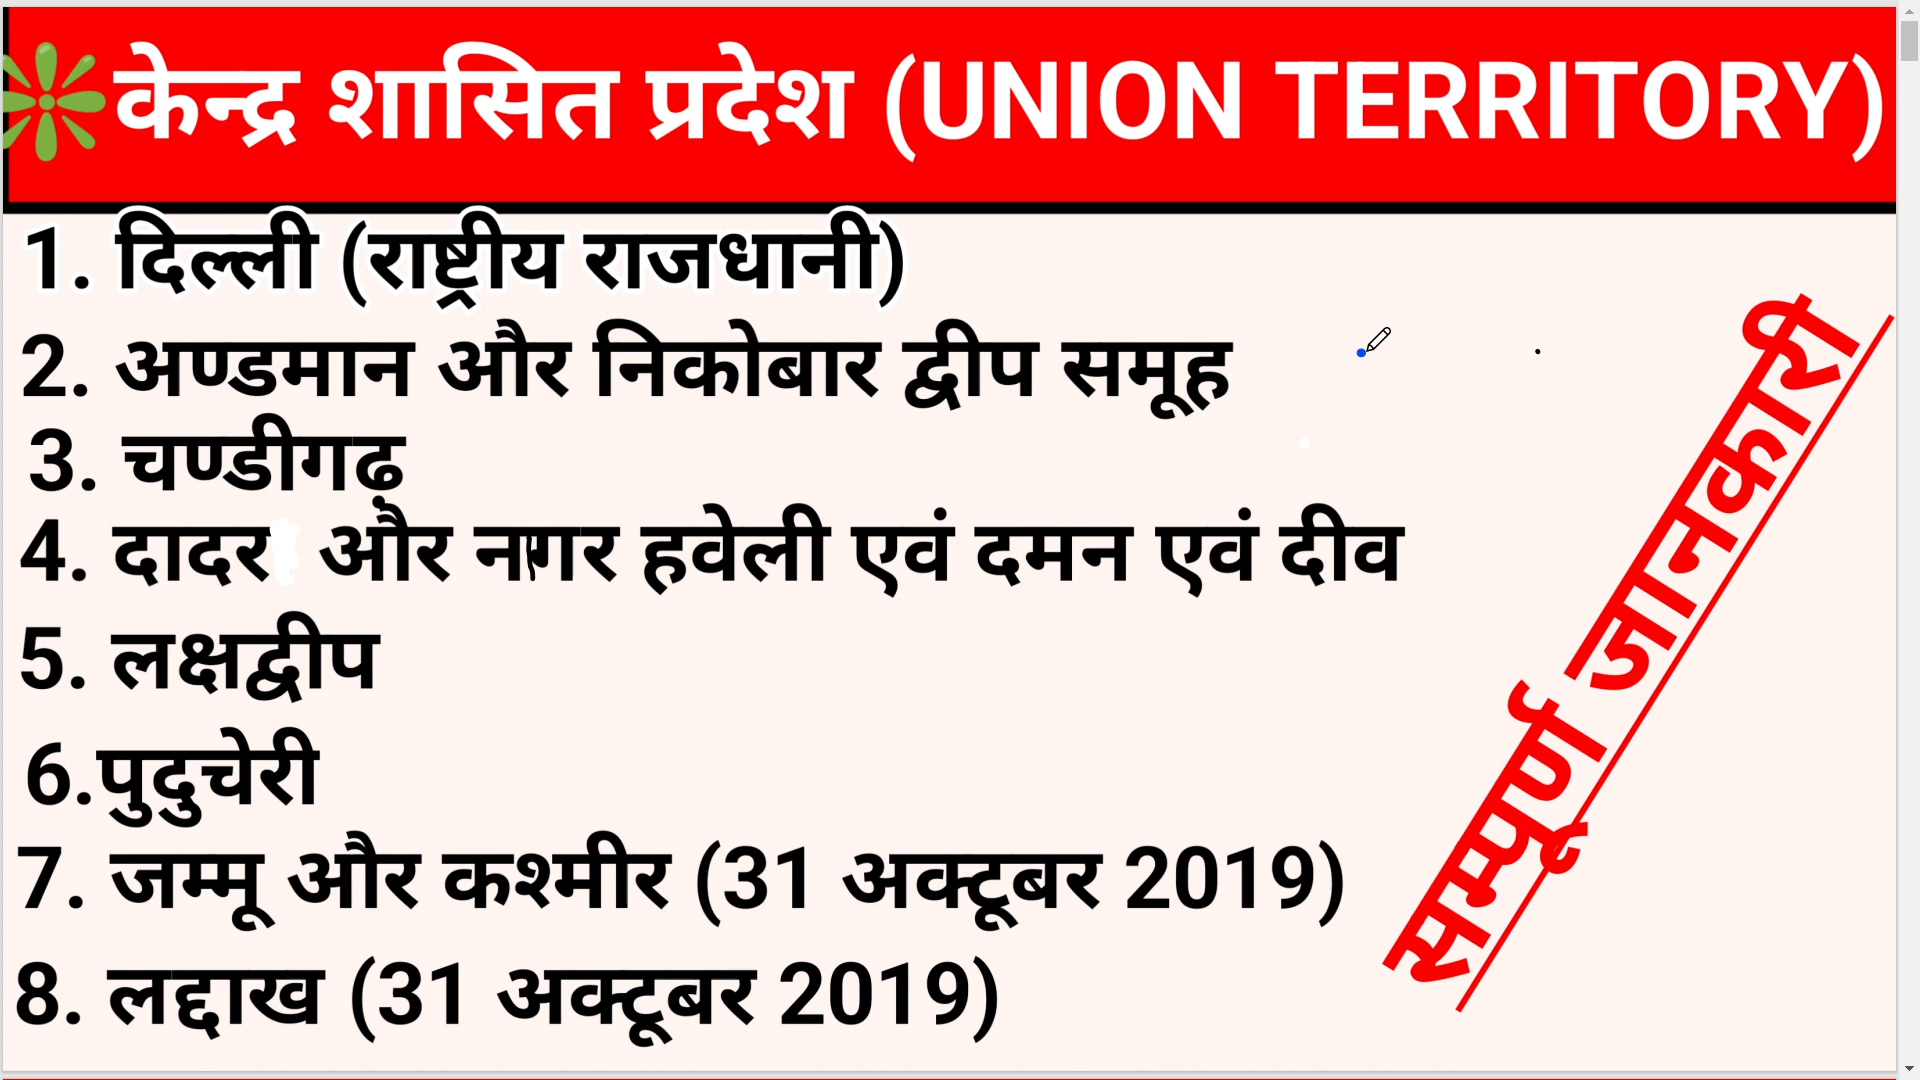 केन्द्र शासित प्रदेश (UNION TERRITORY)
1. दिल्ली (राष्ट्रीय राजधानी)
2. अण्डमान और निकोबार द्वीप समूह
3. चण्डीगढ़
4. दादर और नगर हवेली एवं दमन एवं दीव
5. लक्षद्वीप
6.पुदुचेरी
7. जम्मू और कश्मीर (31 अक्टूबर 2019)
8. लद्दाख (31 अक्टूबर 2019)
सम्पूर्ण जानकारी